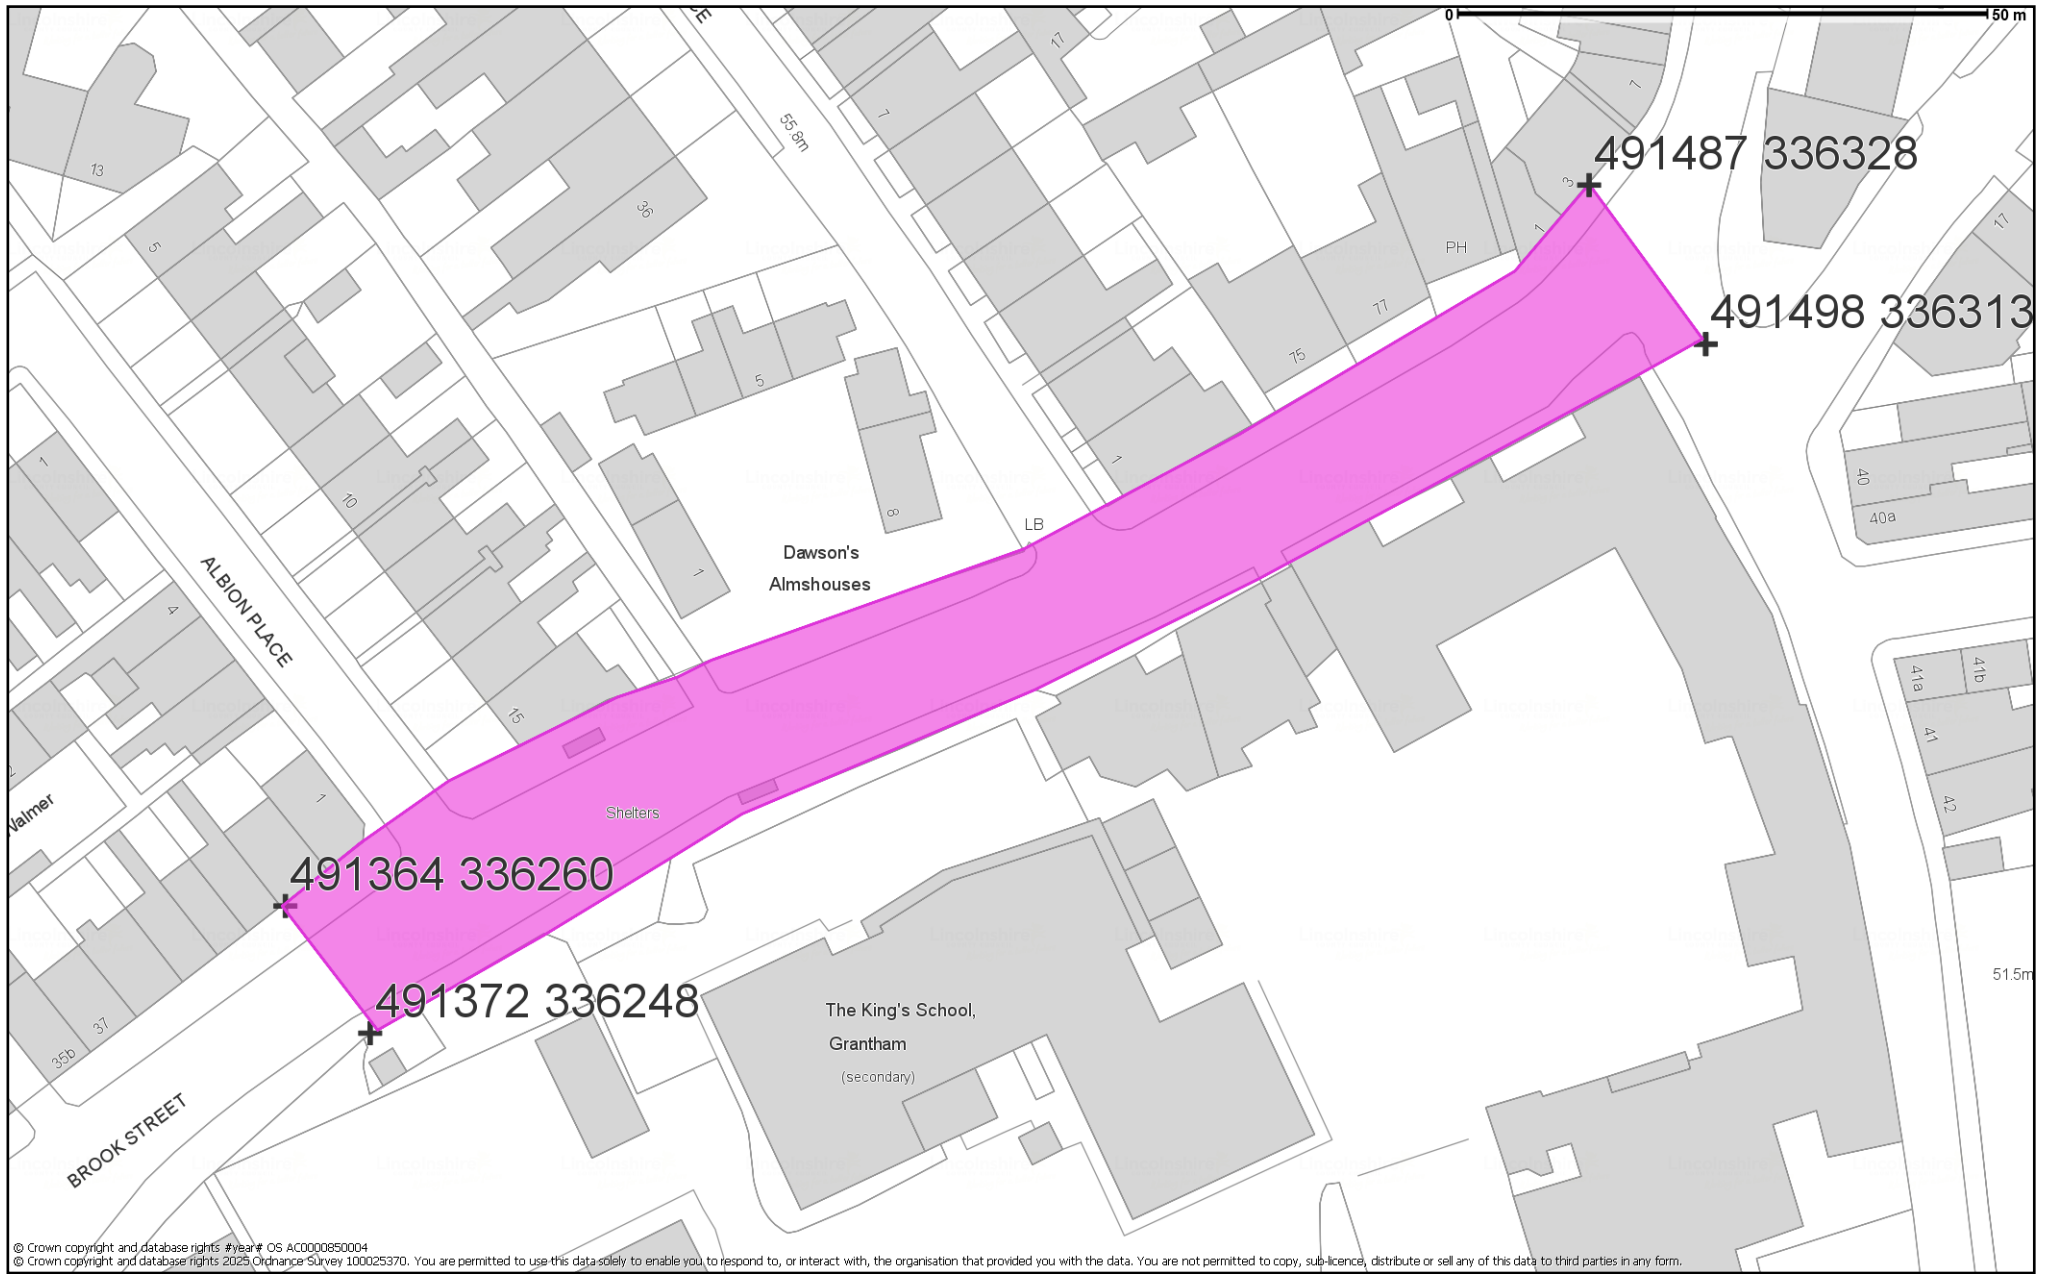 0 50 m
CE
17
7
7
55.8m
491487 336328
13
36
3
17
5
1
PH
491498 336313
77
75
5
1
1
40
10
8
40a
LB
Dawson's
Almshouses
1
ALBION PLACE
4
41a
41b
15
41
1
42
Walmer
Shelters
491364 336260
51.5m
491372 336248
The King's School,
Grantham
(secondary)
37
35b
BROOK STREET
© Crown copyright and database rights #year# OS AC0000850004
© Crown copyright and database rights 2025 Ordnance Survey 100025370. You are permitted to use this data solely to enable you to respond to, or interact with, the organisation that provided you with the data. You are not permitted to copy, sub-licence, distribute or sell any of this data to third parties in any form.